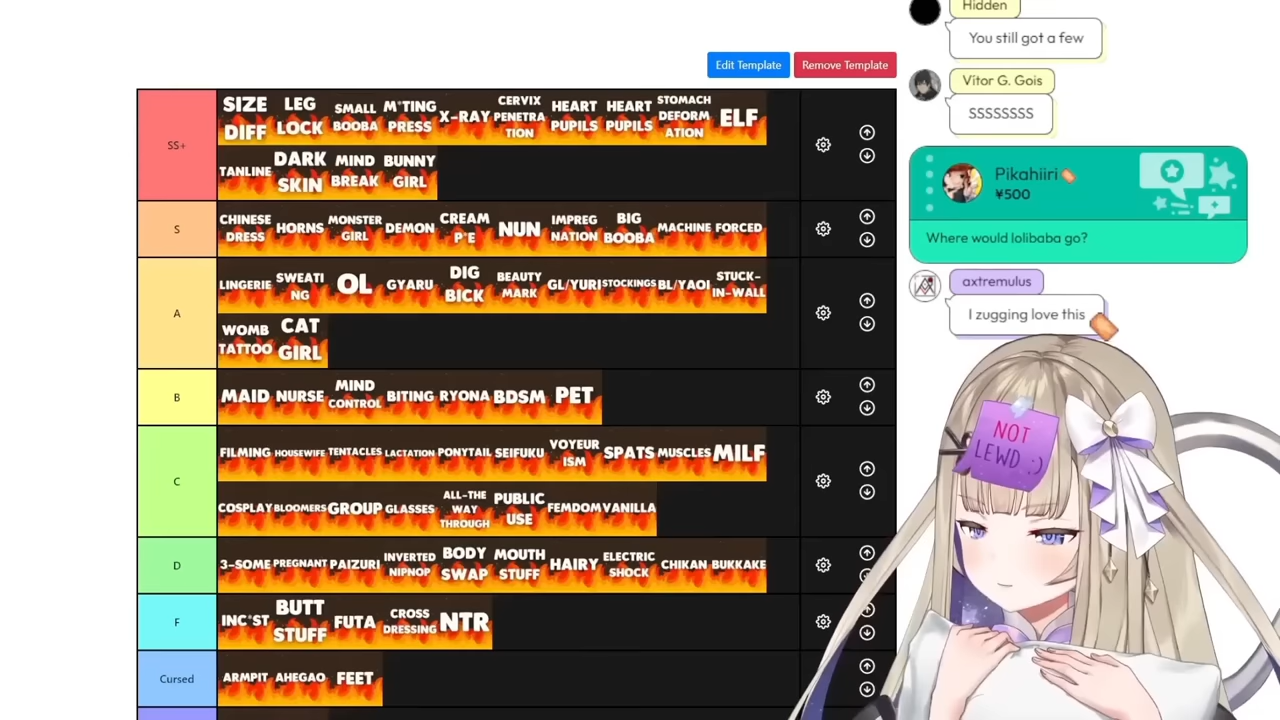 Hidden
You still got a few
Edit Template
Remove Template
Vitor G. Gois
SSSSSSSS
SS+
SIZE DIFF
LEG LOCK
SMALL BOOBA
M*TING PRESS
X-RAY
CERVIX PENETRATION
HEART PUPILS
HEART PUPILS
STOMACH DEFORMATION
ELF
TANLINE
DARK SKIN
MIND BREAK
BUNNY GIRL
Pikahiiri
¥500
Where would lolibaba go?
S
CHINESE DRESS
HORNS
MONSTER GIRL
DEMON
CREAM P*E
NUN
IMPREGNATION
BIG BOOBA
MACHINE
FORCED
axtremulus
I zugging love this
A
LINGERIE
SWEATING
OL
GYARU
DIG BICK
BEAUTY MARK
GL/YURI
STOCKINGS
BL/YAOI
STUCK-IN-WALL
WOMB TATTOO
CAT GIRL
B
MAID
NURSE
MIND CONTROL
BITING
RYONA
BDSM
PET
NOT LEWD :)
C
FILMING
HOUSEWIFE
TENTACLES
LACTATION
PONYTAIL
SEIFUKU
VOYEURISM
SPATS
MUSCLES
MILF
COSPLAY
BLOOMERS
GROUP
GLASSES
ALL-THE WAY THROUGH
PUBLIC USE
FEMDOM
VANILLA
D
3-SOME
PREGNANT
PAIZURI
INVERTED NIPNOP
BODY SWAP
MOUTH STUFF
HAIRY
ELECTRIC SHOCK
CHIKAN
BUKKAKE
F
INC*ST
BUTT STUFF
FUTA
CROSS DRESSING
NTR
Cursed
ARMPIT
AHEGAO
FEET